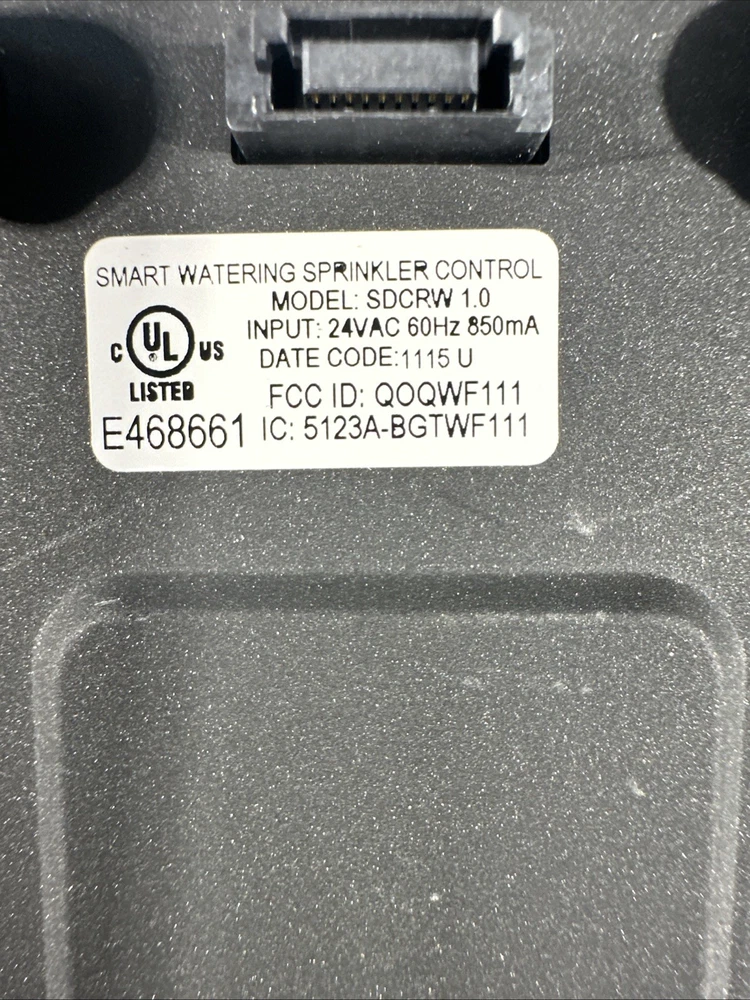 SMART WATERING SPRINKLER CONTROL
MODEL: SDCRW 1.0
INPUT: 24VAC 60Hz 850mA
DATE CODE:1115 U
C UL ® US
LISTED
FCC ID: QOQWF111
E468661 IC: 5123A-BGTWF111